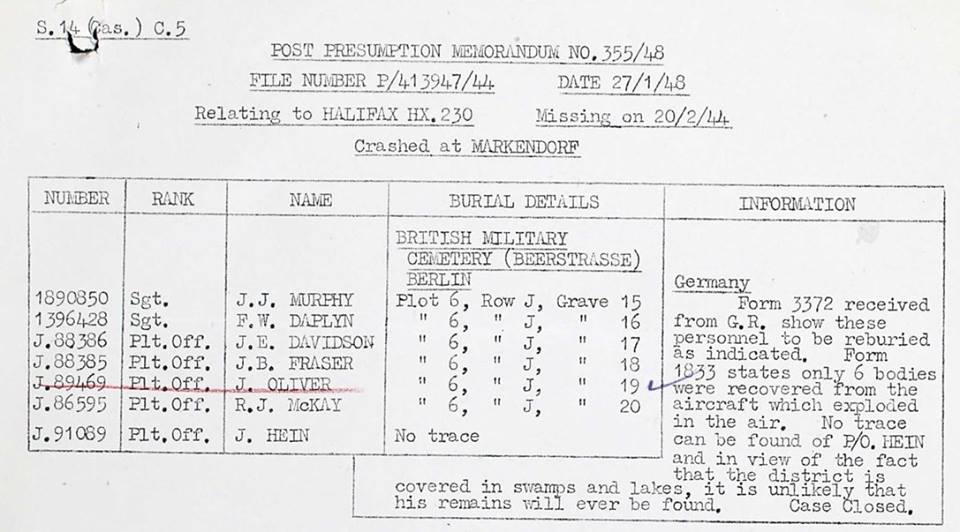 S.14 (Cas.) C.5
POST PRESUMPTION MEMORANDUM NO.355/48
FILE NUMBER P/413947/44 DATE 27/1/48
Relating to HALIFAX HX.230 Missing on 20/2/44
Crashed at MARKENDORF
NUMBER RANK NAME BURIAL DETAILS INFORMATION
BRITISH MILITARY
CEMETERY (BEERSTRASSE)
BERLIN
1890850 Sgt. J.J. MURPHY Plot 6, Row J, Grave 15
1396428 Sgt. F.W. DAPLYN " 6, " J, " 16
J.88386 Plt.Off. J.E. DAVIDSON " 6, " J, " 17
J.88385 Plt.Off. J.B. FRASER " 6, " J, " 18
J.89469 Plt.Off. J. OLIVER " 6, " J, " 19
J.86595 Plt.Off. R.J. McKAY " 6, " J, " 20
J.91089 Plt.Off. J. HEIN No trace
Germany
Form 3372 received
from G.R. show these
personnel to be reburied
as indicated. Form
1833 states only 6 bodies
were recovered from the
aircraft which exploded
in the air. No trace
can be found of P/O. HEIN
and in view of the fact
that the district is
covered in swamps and lakes, it is unlikely that
his remains will ever be found. Case Closed.